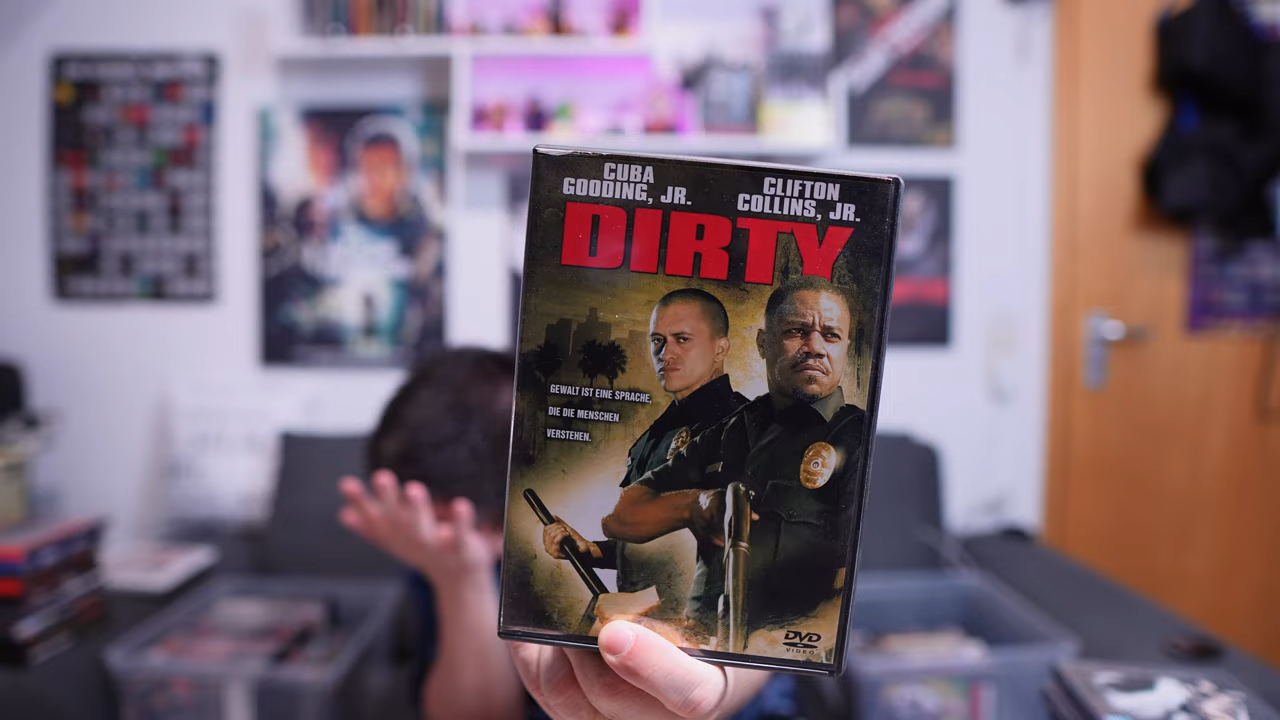 CUBA
GOODING, JR.
CLIFTON
COLLINS, JR.
DIRTY
GEWALT IST EINE SPRACHE,
DIE DIE MENSCHEN
VERSTEHEN.
DVD
VIDEO